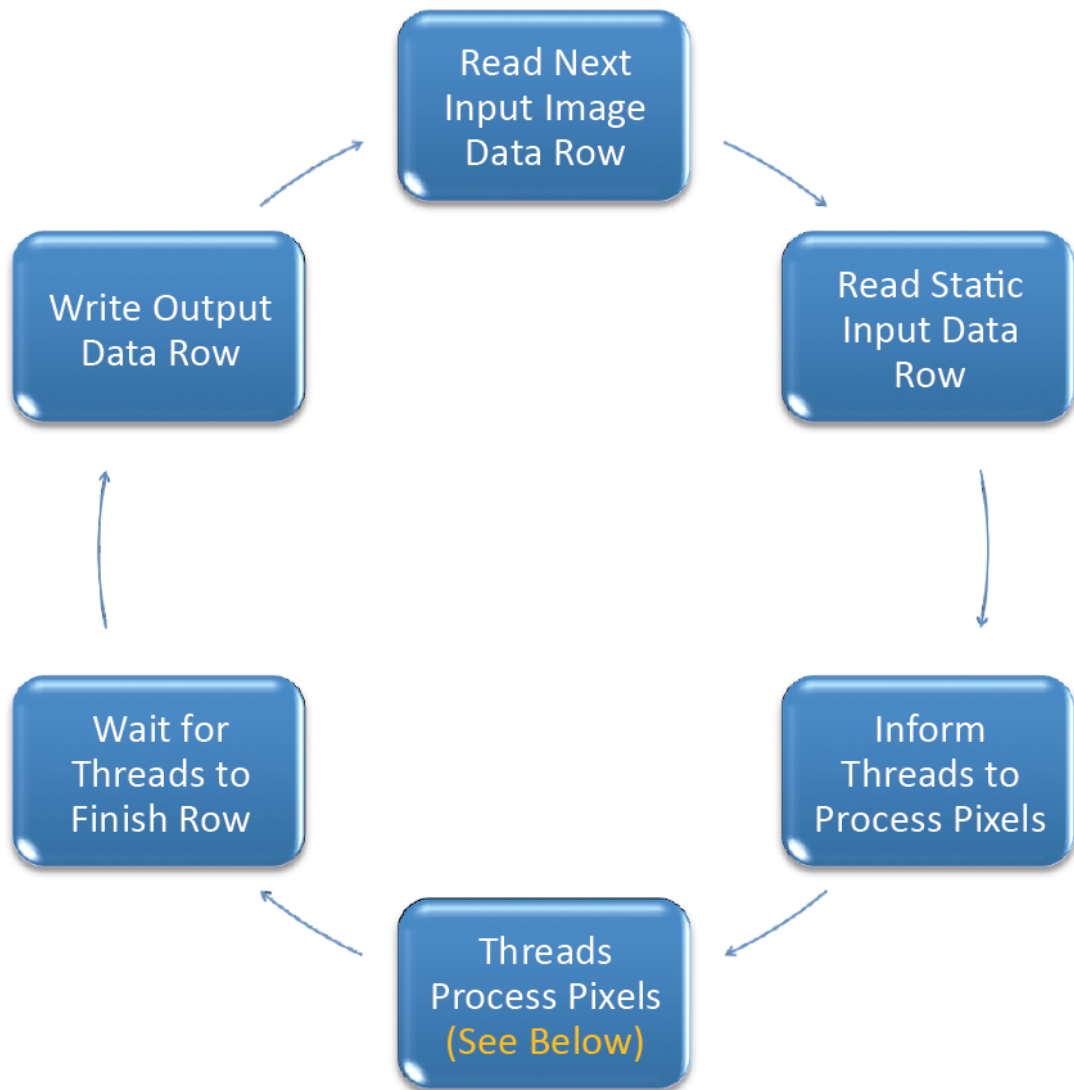 Read Next
Input Image
Data Row
Read Static
Input Data
Row
Inform
Threads to
Process Pixels
Threads
Process Pixels
(See Below)
Wait for
Threads to
Finish Row
Write Output
Data Row